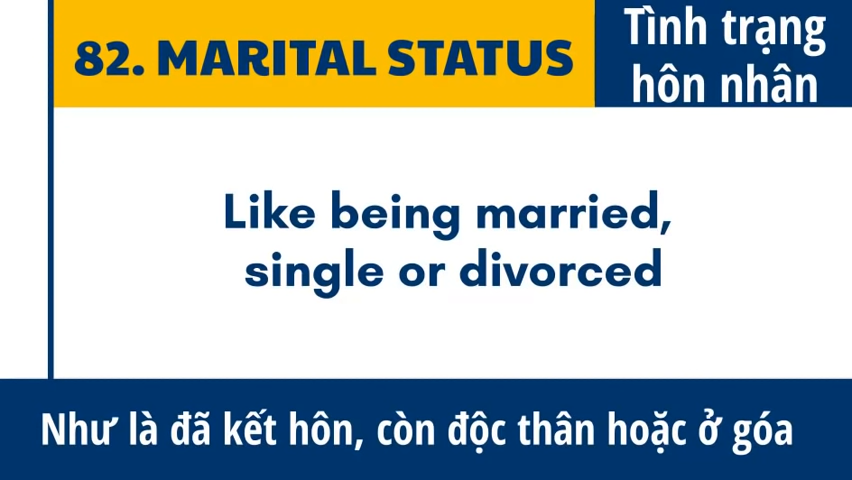 82. MARITAL STATUS
Tình trạng
hôn nhân
Like being married,
single or divorced
Như là đã kết hôn, còn độc thân hoặc ở góa